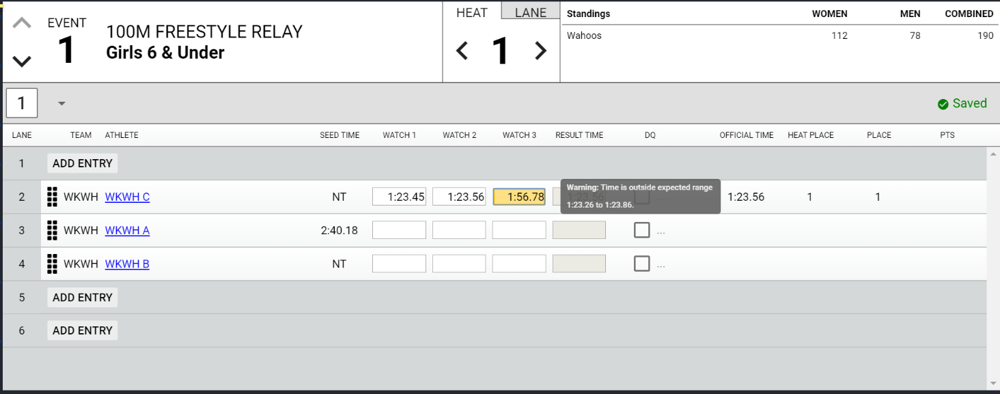 EVENT
1
100M FREESTYLE RELAY
Girls 6 & Under
HEAT LANE
1
Standings WOMEN MEN COMBINED
Wahoos 112 78 190
1
Saved
LANE TEAM ATHLETE SEED TIME WATCH 1 WATCH 2 WATCH 3 RESULT TIME DQ OFFICIAL TIME HEAT PLACE PLACE PTS
1 ADD ENTRY
2 WKWH WKWH C NT 1:23.45 1:23.56 1:56.78 1:23.56 ... 1:23.56 1 1
Warning: Time is outside expected range
1:23.26 to 1:23.86.
3 WKWH WKWH A 2:40.18 ...
4 WKWH WKWH B NT ...
5 ADD ENTRY
6 ADD ENTRY